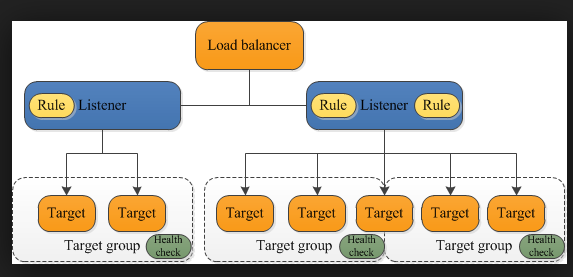 Load balancer
Rule Listener
Rule Listener Rule
Target Target
Target Target Target Target Target
Target group Health check
Target group Health check
Target group Health check